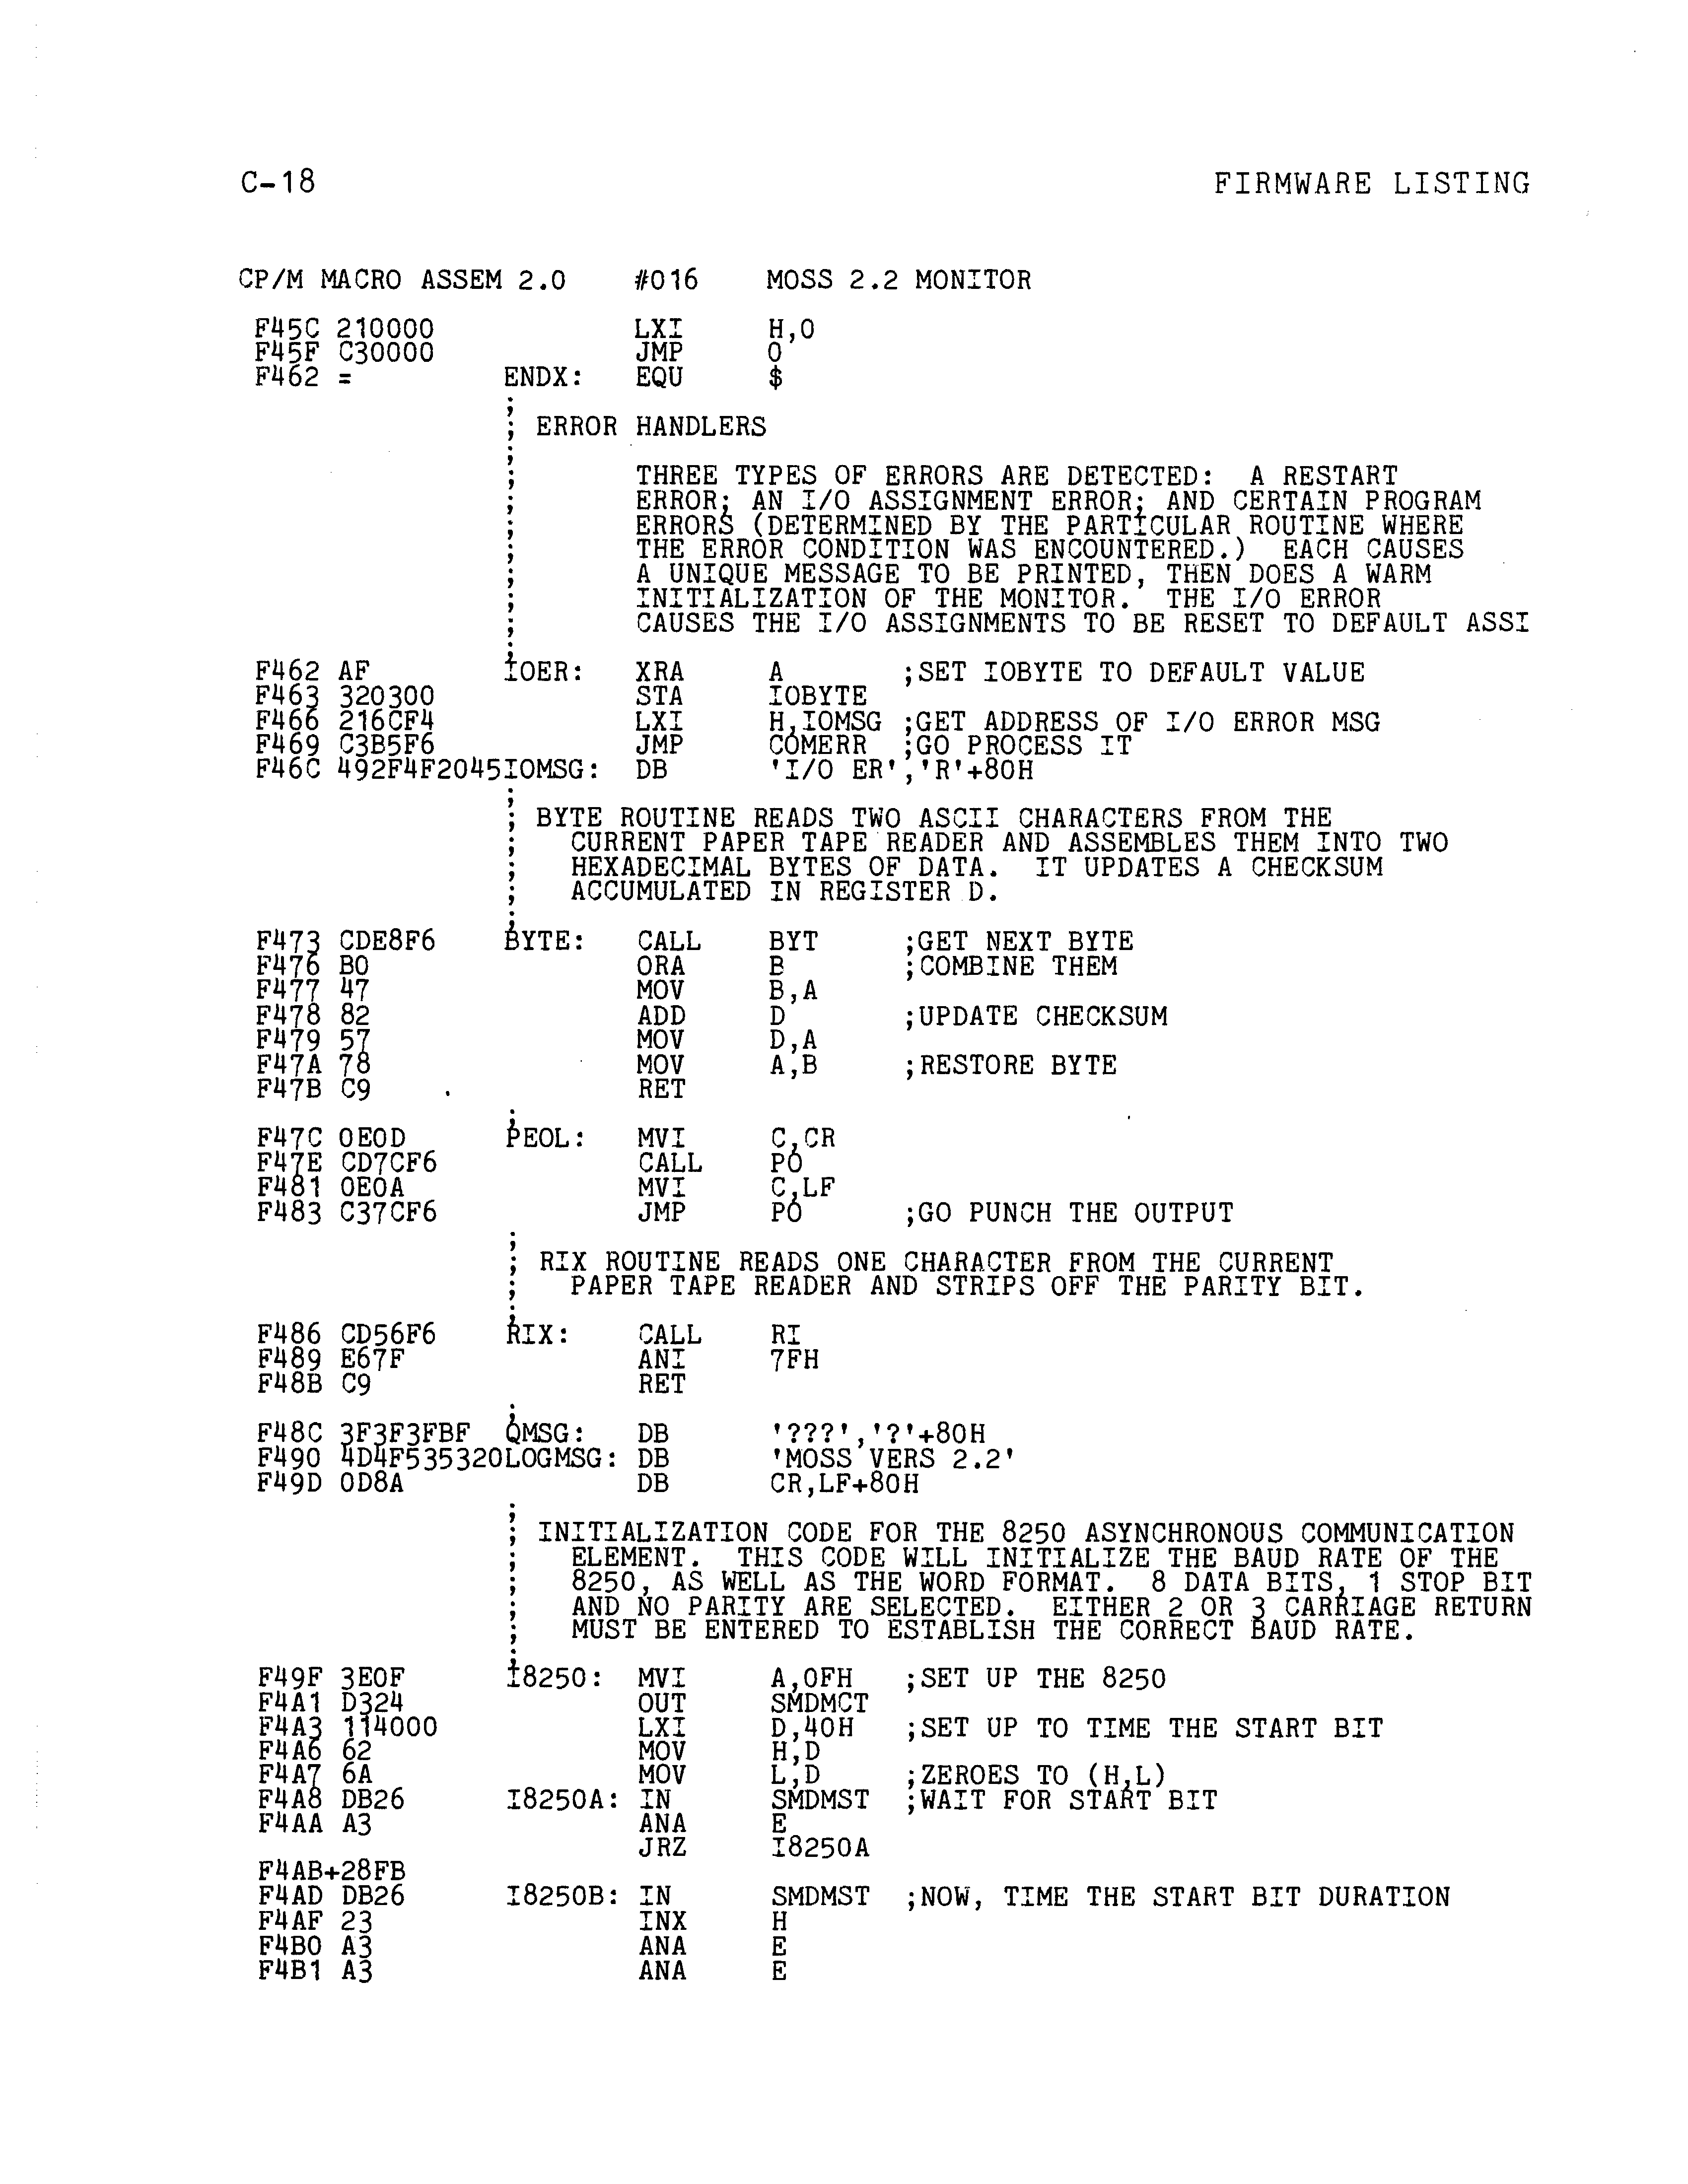 C-18 FIRMWARE LISTING
CP/M MACRO ASSEM 2.0 #016 MOSS 2.2 MONITOR
F45C 210000 LXI H,0
F45F C30000 JMP 0
F462 = ENDX: EQU $
;
; ERROR HANDLERS
;
; THREE TYPES OF ERRORS ARE DETECTED: A RESTART
; ERROR; AN I/O ASSIGNMENT ERROR; AND CERTAIN PROGRAM
; ERRORS (DETERMINED BY THE PARTICULAR ROUTINE WHERE
; THE ERROR CONDITION WAS ENCOUNTERED.) EACH CAUSES
; A UNIQUE MESSAGE TO BE PRINTED, THEN DOES A WARM
; INITIALIZATION OF THE MONITOR. THE I/O ERROR
; CAUSES THE I/O ASSIGNMENTS TO BE RESET TO DEFAULT ASSI
;
F462 AF IOER: XRA A ;SET IOBYTE TO DEFAULT VALUE
F463 320300 STA IOBYTE
F466 216CF4 LXI H,IOMSG ;GET ADDRESS OF I/O ERROR MSG
F469 C3B5F6 JMP COMERR ;GO PROCESS IT
F46C 492F4F2045IOMSG: DB 'I/O ER','R'+80H
;
; BYTE ROUTINE READS TWO ASCII CHARACTERS FROM THE
; CURRENT PAPER TAPE READER AND ASSEMBLES THEM INTO TWO
; HEXADECIMAL BYTES OF DATA. IT UPDATES A CHECKSUM
; ACCUMULATED IN REGISTER D.
;
F473 CDE8F6 BYTE: CALL BYT ;GET NEXT BYTE
F476 B0 ORA B ;COMBINE THEM
F477 47 MOV B,A
F478 82 ADD D ;UPDATE CHECKSUM
F479 57 MOV D,A
F47A 78 MOV A,B ;RESTORE BYTE
F47B C9 RET
;
F47C 0E0D PEOL: MVI C,CR
F47E CD7CF6 CALL PO
F481 0E0A MVI C,LF
F483 C37CF6 JMP PO ;GO PUNCH THE OUTPUT
;
; RIX ROUTINE READS ONE CHARACTER FROM THE CURRENT
; PAPER TAPE READER AND STRIPS OFF THE PARITY BIT.
;
F486 CD56F6 RIX: CALL RI
F489 E67F ANI 7FH
F48B C9 RET
;
F48C 3F3F3FBF QMSG: DB '???','?'+80H
F490 4D4F535320LOGMSG: DB 'MOSS VERS 2.2'
F49D 0D8A DB CR,LF+80H
;
; INITIALIZATION CODE FOR THE 8250 ASYNCHRONOUS COMMUNICATION
; ELEMENT. THIS CODE WILL INITIALIZE THE BAUD RATE OF THE
; 8250, AS WELL AS THE WORD FORMAT. 8 DATA BITS, 1 STOP BIT
; AND NO PARITY ARE SELECTED. EITHER 2 OR 3 CARRIAGE RETURN
; MUST BE ENTERED TO ESTABLISH THE CORRECT BAUD RATE.
;
F49F 3E0F I8250: MVI A,0FH ;SET UP THE 8250
F4A1 D324 OUT SMDMCT
F4A3 114000 LXI D,40H ;SET UP TO TIME THE START BIT
F4A6 62 MOV H,D
F4A7 6A MOV L,D ;ZEROES TO (H,L)
F4A8 DB26 I8250A: IN SMDMST ;WAIT FOR START BIT
F4AA A3 ANA E
JRZ I8250A
F4AB+28FB
F4AD DB26 I8250B: IN SMDMST ;NOW, TIME THE START BIT DURATION
F4AF 23 INX H
F4B0 A3 ANA E
F4B1 A3 ANA E